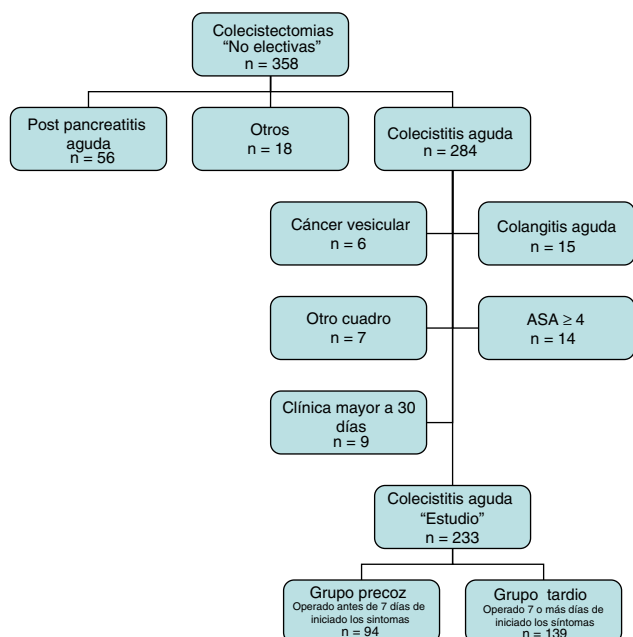 Colecistectomias
“No electivas”
n = 358
Post pancreatitis
aguda
n = 56
Otros
n = 18
Colecistitis aguda
n = 284
Cáncer vesicular
n = 6
Colangitis aguda
n = 15
Otro cuadro
n = 7
ASA ≥ 4
n = 14
Clínica mayor a 30
días
n = 9
Colecistitis aguda
“Estudio”
n = 233
Grupo precoz
Operado antes de 7 días de
iniciado los sintomas
n = 94
Grupo tardio
Operado 7 o más días de
iniciado los síntomas
n = 139